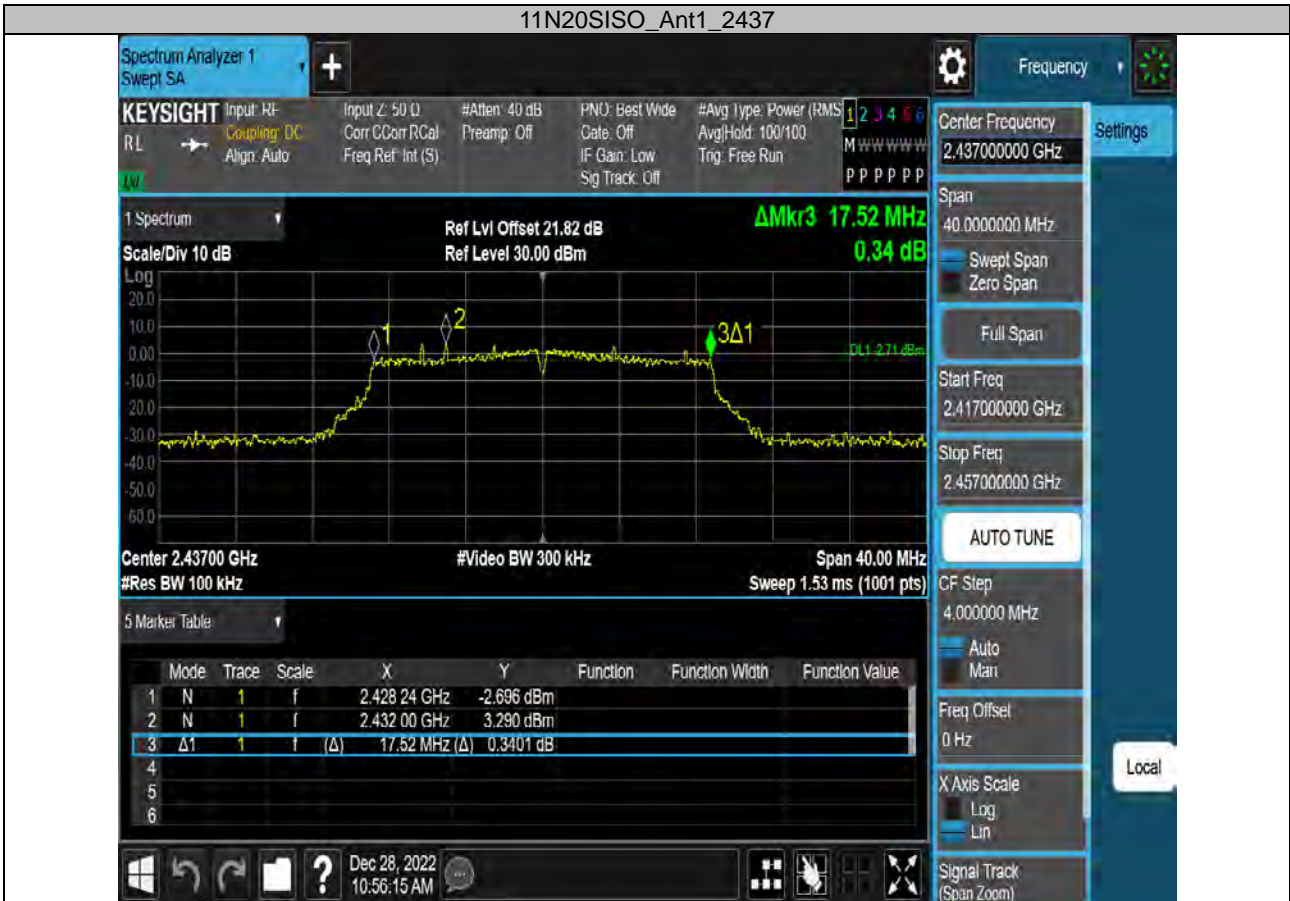 11N20SISO_Ant1_2437
Spectrum Analyzer 1
Swept SA
Frequency
KEYSIGHT
RL
LXI
Input: RF
Coupling: DC
Align: Auto
Input Z: 50 Ω
Corr CCorr RCal
Freq Ref: Int (S)
#Atten: 40 dB
Preamp: Off
PNO: Best Wide
Gate: Off
IF Gain: Low
Sig Track: Off
#Avg Type: Power (RMS
Avg|Hold: 100/100
Trig: Free Run
1 2 3 4 5 6
M W W W W W
P P P P P P
1 Spectrum
Scale/Div 10 dB
Ref Lvl Offset 21.82 dB
Ref Level 30.00 dBm
ΔMkr3 17.52 MHz
0.34 dB
Log
20.0
10.0
0.00
-10.0
-20.0
-30.0
-40.0
-50.0
-60.0
1
2
3Δ1
DL1 -2.71 dBm
Center 2.43700 GHz
#Res BW 100 kHz
#Video BW 300 kHz
Span 40.00 MHz
Sweep 1.53 ms (1001 pts)
5 Marker Table
Mode Trace Scale X Y Function Function Width Function Value
1 N 1 f 2.428 24 GHz -2.696 dBm
2 N 1 f 2.432 00 GHz 3.290 dBm
3 Δ1 1 f (Δ) 17.52 MHz (Δ) 0.3401 dB
4
5
6
?
Dec 28, 2022
10:56:15 AM
Center Frequency
2.437000000 GHz
Span
40.0000000 MHz
Swept Span
Zero Span
Full Span
Start Freq
2.417000000 GHz
Stop Freq
2.457000000 GHz
AUTO TUNE
CF Step
4.000000 MHz
Auto
Man
Freq Offset
0 Hz
X Axis Scale
Log
Lin
Signal Track
(Span Zoom)
Settings
Local